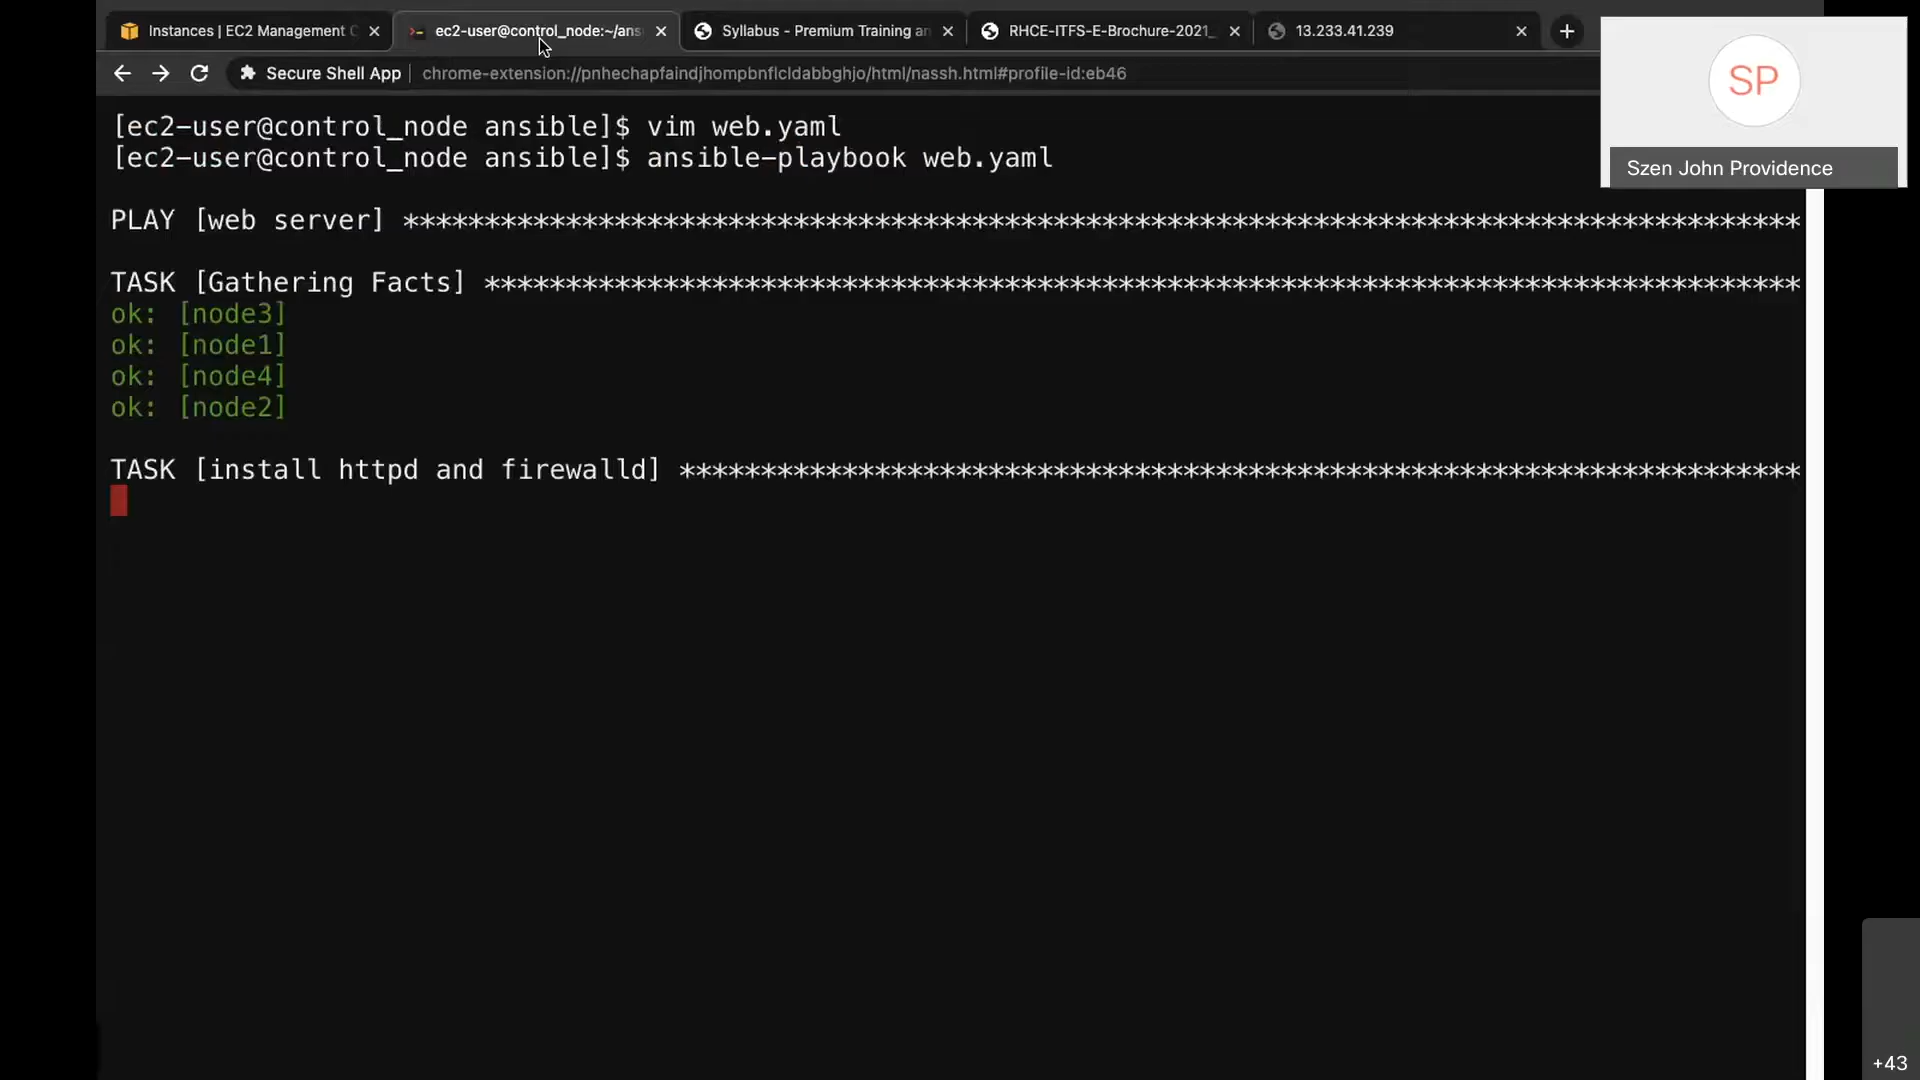 Instances | EC2 Management C
ec2-user@control_node:~/ans
Syllabus - Premium Training an
RHCE-ITFS-E-Brochure-2021_
13.233.41.239
Secure Shell App
chrome-extension://pnhechapfaindjhompbnflcldabbghjo/html/nassh.html#profile-id:eb46
SP
Szen John Providence
[ec2-user@control_node ansible]$ vim web.yaml
[ec2-user@control_node ansible]$ ansible-playbook web.yaml
PLAY [web server] **************************************************************************************
TASK [Gathering Facts] *********************************************************************************
ok: [node3]
ok: [node1]
ok: [node4]
ok: [node2]
TASK [install httpd and firewalld] *********************************************************************
+43